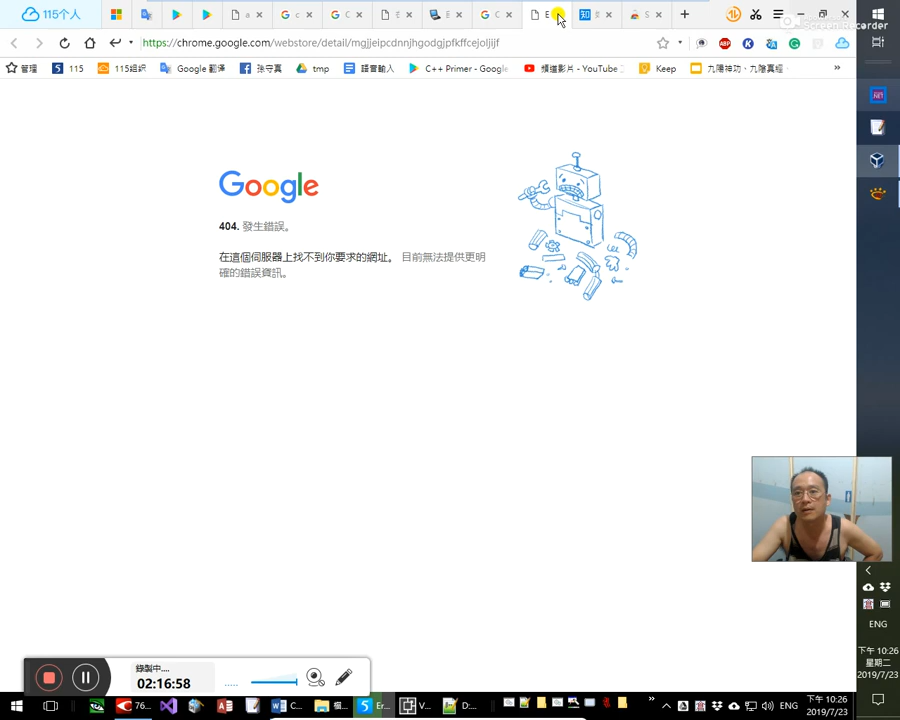 115个人
Screen Recorder
https://chrome.google.com/webstore/detail/mgjjeipcdnnjhgodgjpfkffcejoljijf
管理
115
115組織
Google 翻譯
孫守真
tmp
語音輸入
C++ Primer - Google
頻道影片 - YouTube
Keep
九陽神功、九陰真經
»
.NET
Google
404. 發生錯誤。
在這個伺服器上找不到你要求的網址。 目前無法提供更明
確的錯誤資訊。
ENG
下午 10:26
星期二
2019/7/23
錄製中....
02:16:58
76...
C...
楓...
Er...
V...
D:...
ENG
下午 10:26
2019/7/23